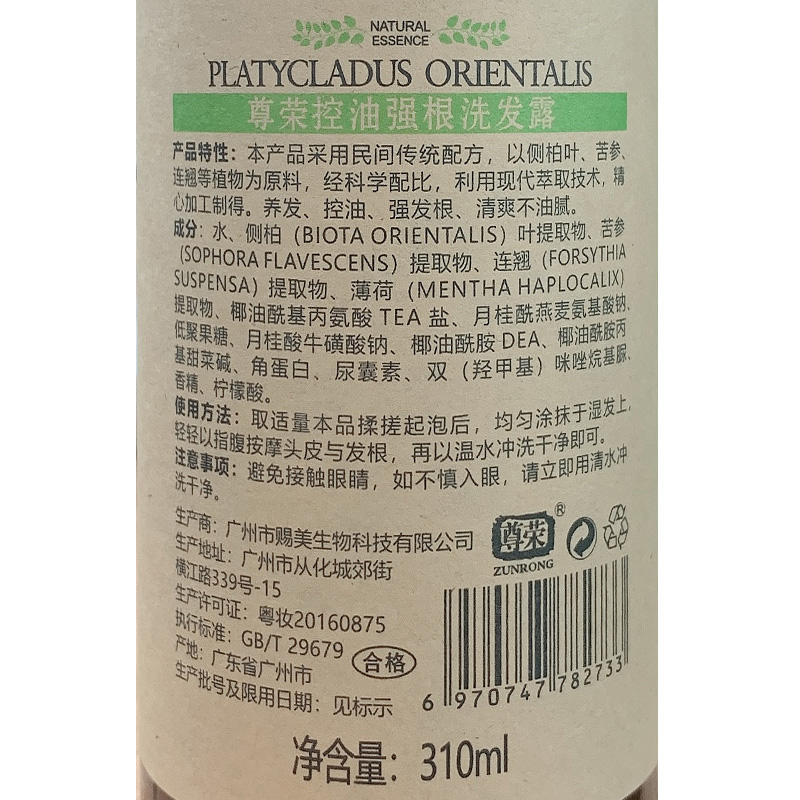 NATURAL
ESSENCE
PLATYCLADUS ORIENTALIS
尊荣控油强根洗发露
产品特性：本产品采用民间传统配方，以侧柏叶、苦参、
连翘等植物为原料，经科学配比，利用现代萃取技术，精
心加工制得。养发、控油、强发根、清爽不油腻。
成分：水、侧柏（BIOTA ORIENTALIS）叶提取物、苦参
（SOPHORA FLAVESCENS）提取物、连翘（FORSYTHIA
SUSPENSA）提取物、薄荷（MENTHA HAPLOCALIX）
提取物、椰油酰基丙氨酸 TEA 盐、月桂酰燕麦氨基酸钠、
低聚果糖、月桂酸牛磺酸钠、椰油酰胺 DEA、椰油酰胺丙
基甜菜碱、角蛋白、尿囊素、双（羟甲基）咪唑烷基脲、
香精、柠檬酸。
使用方法：取适量本品揉搓起泡后，均匀涂抹于湿发上，
轻轻以指腹按摩头皮与发根，再以温水冲洗干净即可。
注意事项：避免接触眼睛，如不慎入眼，请立即用清水冲
洗干净。
生产商：广州市赐美生物科技有限公司
生产地址：广州市从化城郊街
横江路339号-15
生产许可证：粤妆20160875
执行标准：GB/T 29679
产地：广东省广州市
生产批号及限用日期：见标示
合格
尊荣®
ZUNRONG
6 970747 782733
净含量：310ml